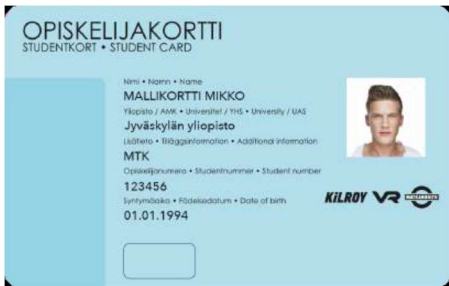 OPISKELIJAKORTTI
STUDENTKORT • STUDENT CARD
Nimi • Namn • Name
MALLIKORTTI MIKKO
Yliopisto / AMK • Universitet / YHS • University / UAS
Jyväskylän yliopisto
Lisätieto • Tilläggsinformation • Additional information
MTK
Opiskelijanumero • Studentnummer • Student number
123456
Syntymäaika • Födelsedatum • Date of birth
01.01.1994
KiLROY VR MATKAHUOLTO